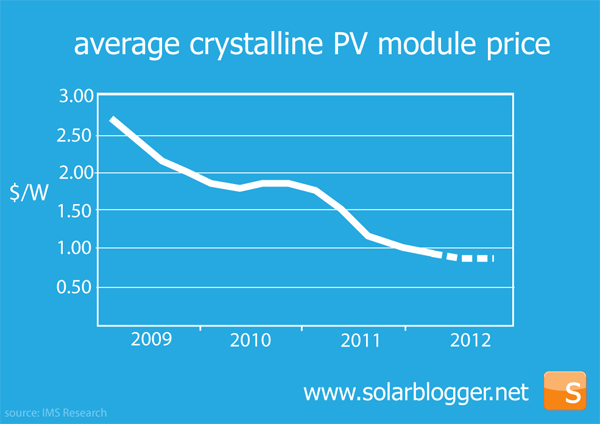 average crystalline PV module price
3.00
2.50
2.00
$/W
1.50
1.00
0.50
2009 2010 2011 2012
www.solarblogger.net S
source: IMS Research